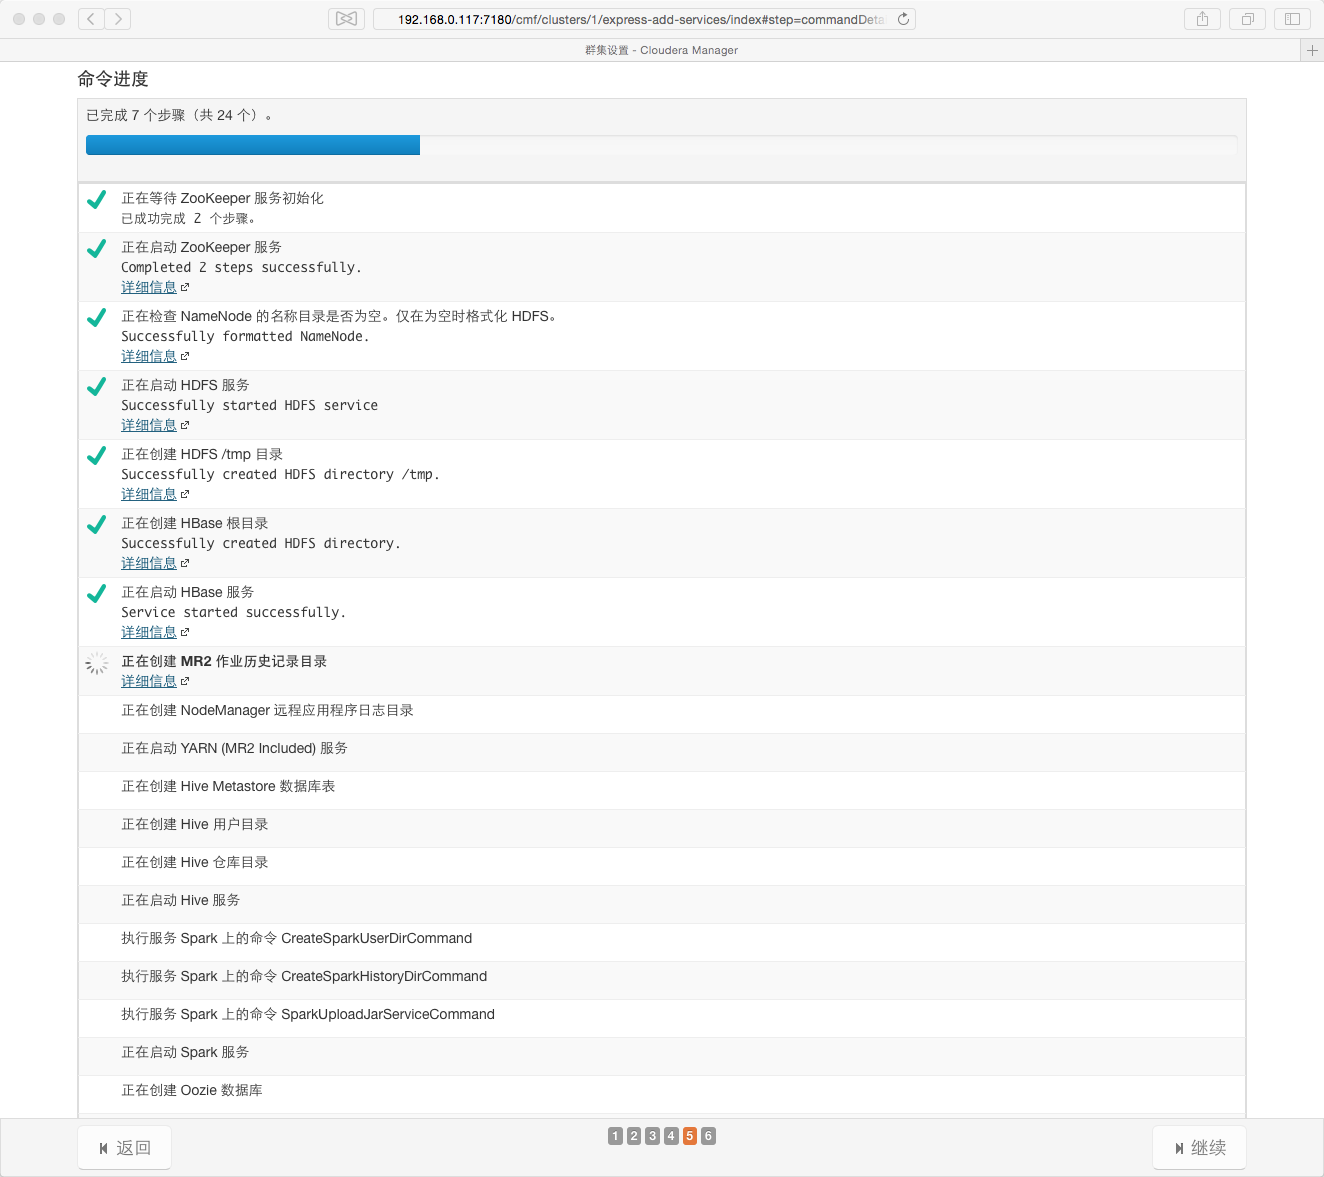 192.168.0.117:7180/cmf/clusters/1/express-add-services/index#step=commandDeta
群集设置 - Cloudera Manager
命令进度
已完成 7 个步骤（共 24 个）。
正在等待 ZooKeeper 服务初始化
已成功完成 2 个步骤。
正在启动 ZooKeeper 服务
Completed 2 steps successfully.
详细信息
正在检查 NameNode 的名称目录是否为空。仅在为空时格式化 HDFS。
Successfully formatted NameNode.
详细信息
正在启动 HDFS 服务
Successfully started HDFS service
详细信息
正在创建 HDFS /tmp 目录
Successfully created HDFS directory /tmp.
详细信息
正在创建 HBase 根目录
Successfully created HDFS directory.
详细信息
正在启动 HBase 服务
Service started successfully.
详细信息
正在创建 MR2 作业历史记录目录
详细信息
正在创建 NodeManager 远程应用程序日志目录
正在启动 YARN (MR2 Included) 服务
正在创建 Hive Metastore 数据库表
正在创建 Hive 用户目录
正在创建 Hive 仓库目录
正在启动 Hive 服务
执行服务 Spark 上的命令 CreateSparkUserDirCommand
执行服务 Spark 上的命令 CreateSparkHistoryDirCommand
执行服务 Spark 上的命令 SparkUploadJarServiceCommand
正在启动 Spark 服务
正在创建 Oozie 数据库
返回
1 2 3 4 5 6
继续